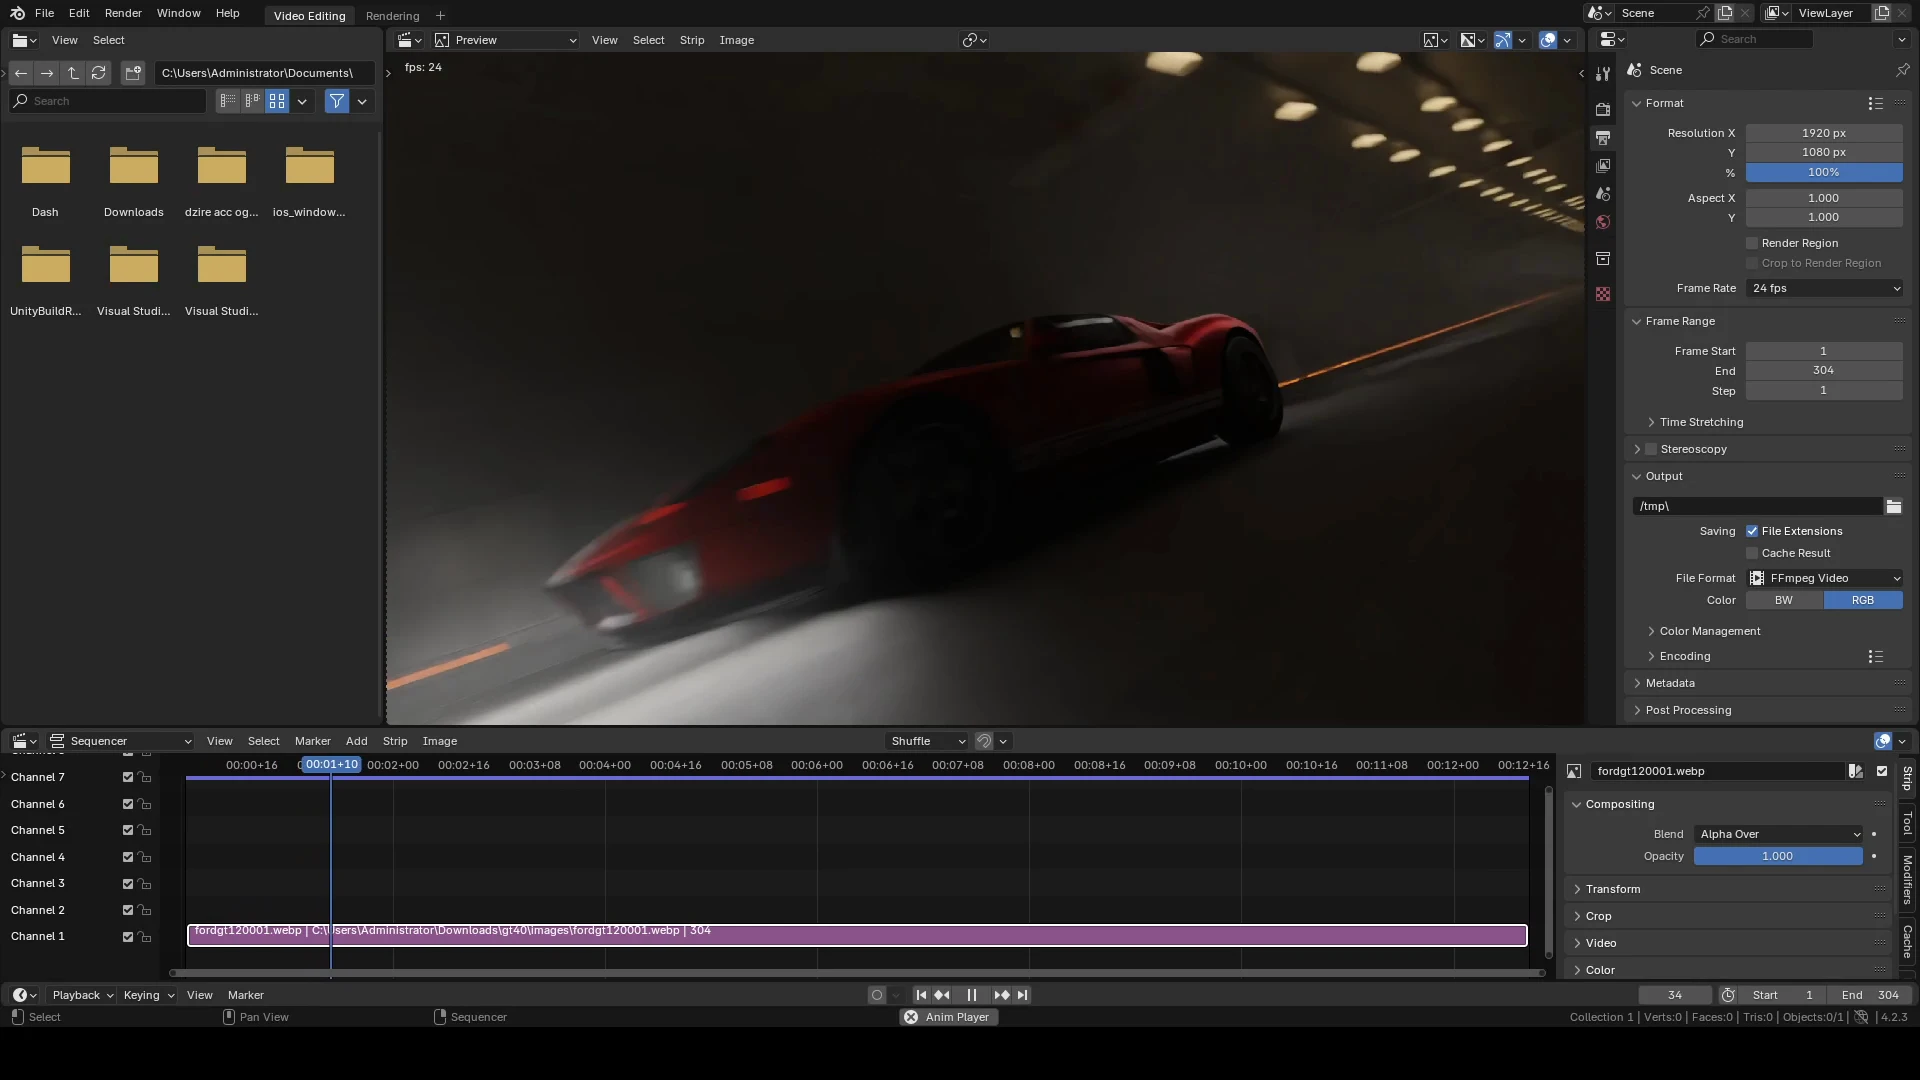 File Edit Render Window Help Video Editing Rendering + Scene ViewLayer
View Select
Preview View Select Strip Image
Search
C:\Users\Administrator\Documents\
Search
Dash Downloads dzire acc og... ios_window...
UnityBuildR... Visual Studi... Visual Studi...
fps: 24
Scene
Format
Resolution X 1920 px
Y 1080 px
% 100%
Aspect X 1.000
Y 1.000
Render Region
Crop to Render Region
Frame Rate 24 fps
Frame Range
Frame Start 1
End 304
Step 1
Time Stretching
Stereoscopy
Output
/tmp\
Saving File Extensions
Cache Result
File Format FFmpeg Video
Color BW RGB
Color Management
Encoding
Metadata
Post Processing
Sequencer View Select Marker Add Strip Image Shuffle
00:00+16 00:01+10 00:02+00 00:02+16 00:03+08 00:04+00 00:04+16 00:05+08 00:06+00 00:06+16 00:07+08 00:08+00 00:08+16 00:09+08 00:10+00 00:10+16 00:11+08 00:12+00 00:12+16
Channel 7
Channel 6
Channel 5
Channel 4
Channel 3
Channel 2
Channel 1
fordgt120001.webp | C:\Users\Administrator\Downloads\gt40\images\fordgt120001.webp | 304
fordgt120001.webp
Compositing
Blend Alpha Over
Opacity 1.000
Transform
Crop
Video
Color
Strip
Tool
Modifiers
Cache
Playback Keying View Marker 34 Start 1 End 304
Select Pan View Sequencer Anim Player Collection 1 | Verts:0 | Faces:0 | Tris:0 | Objects:0/1 | 4.2.3